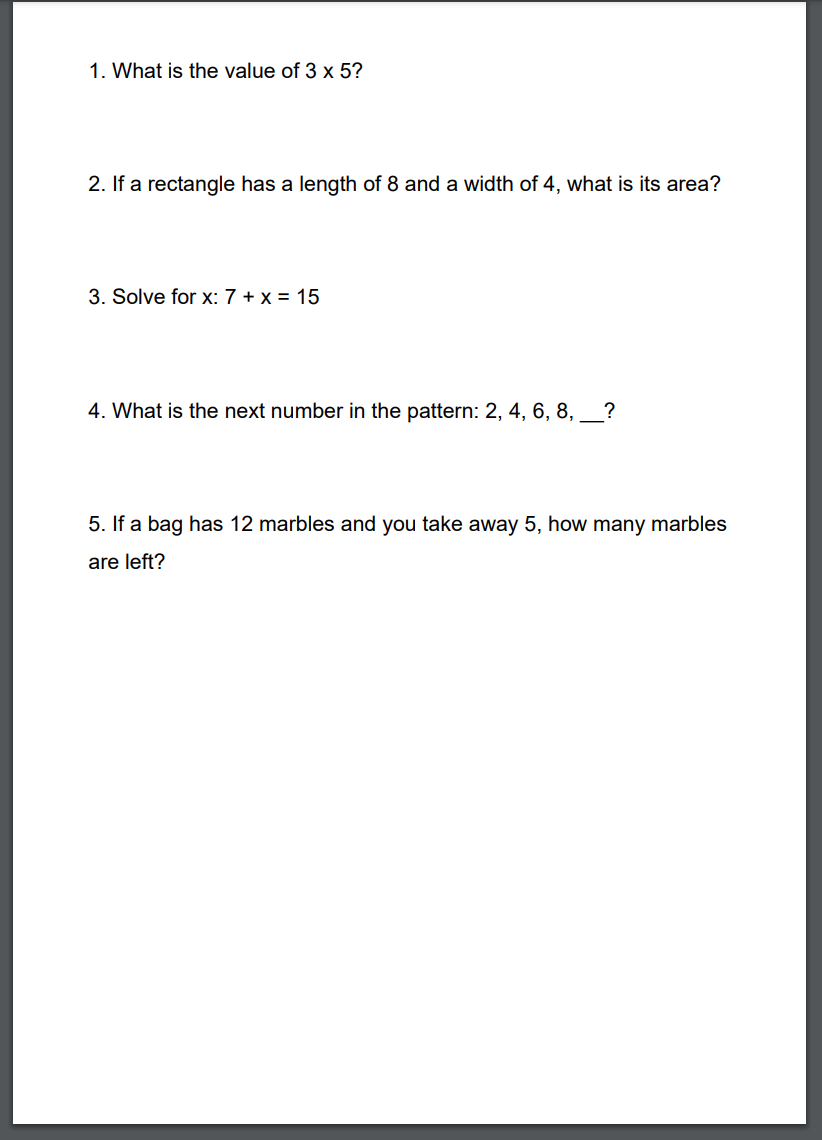 1. What is the value of 3 x 5?
2. If a rectangle has a length of 8 and a width of 4, what is its area?
3. Solve for x: 7 + x = 15
4. What is the next number in the pattern: 2, 4, 6, 8, __?
5. If a bag has 12 marbles and you take away 5, how many marbles
are left?